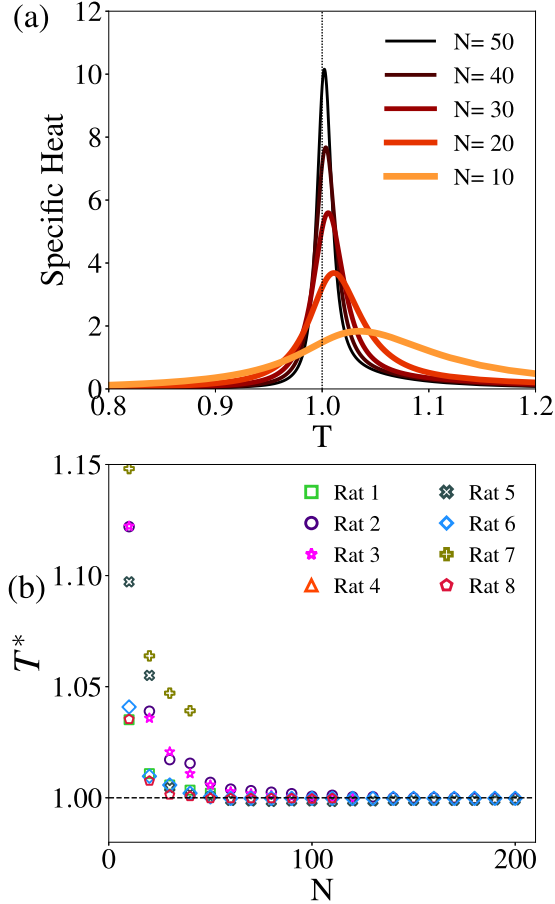 (a)
Specific Heat
12
10
8
6
4
2
0
N= 50
N= 40
N= 30
N= 20
N= 10
0.8 0.9 1.0 1.1 1.2
T
(b)
T*
1.15
1.10
1.05
1.00
Rat 1 Rat 5
Rat 2 Rat 6
Rat 3 Rat 7
Rat 4 Rat 8
0 100 200
N